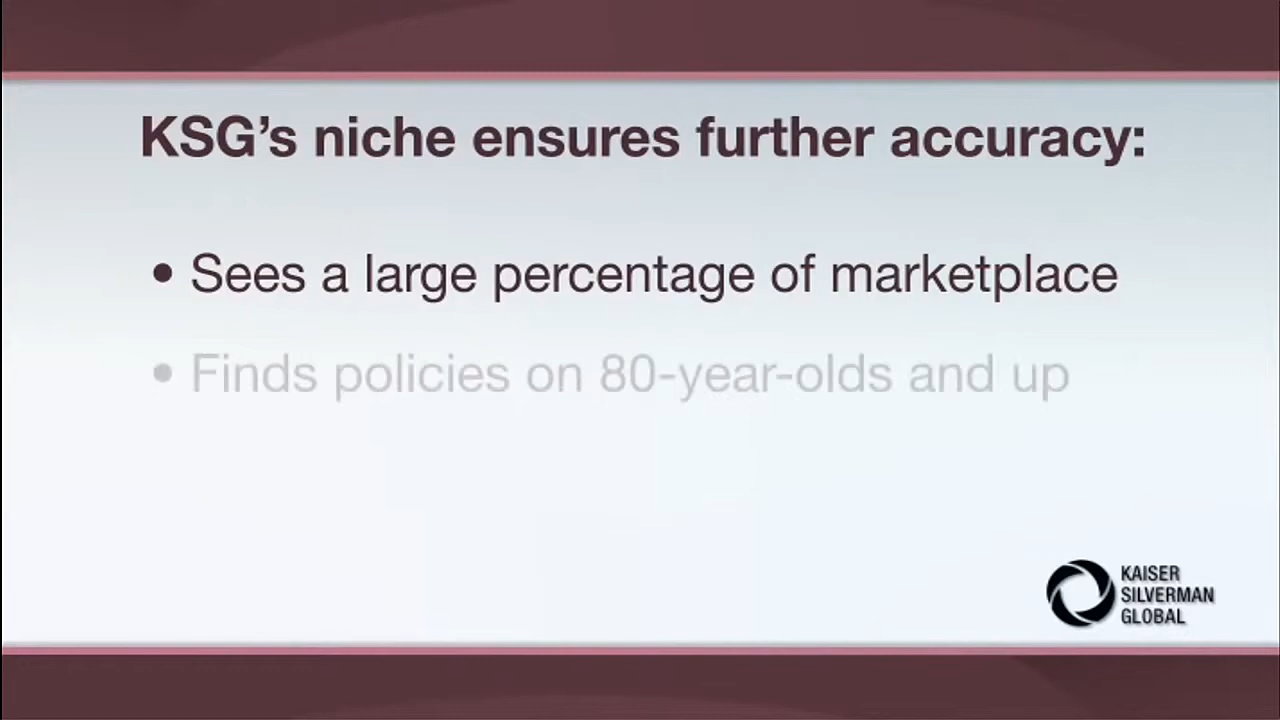 KSG's niche ensures further accuracy:
• Sees a large percentage of marketplace
• Finds policies on 80-year-olds and up
KAISER
SILVERMAN
GLOBAL